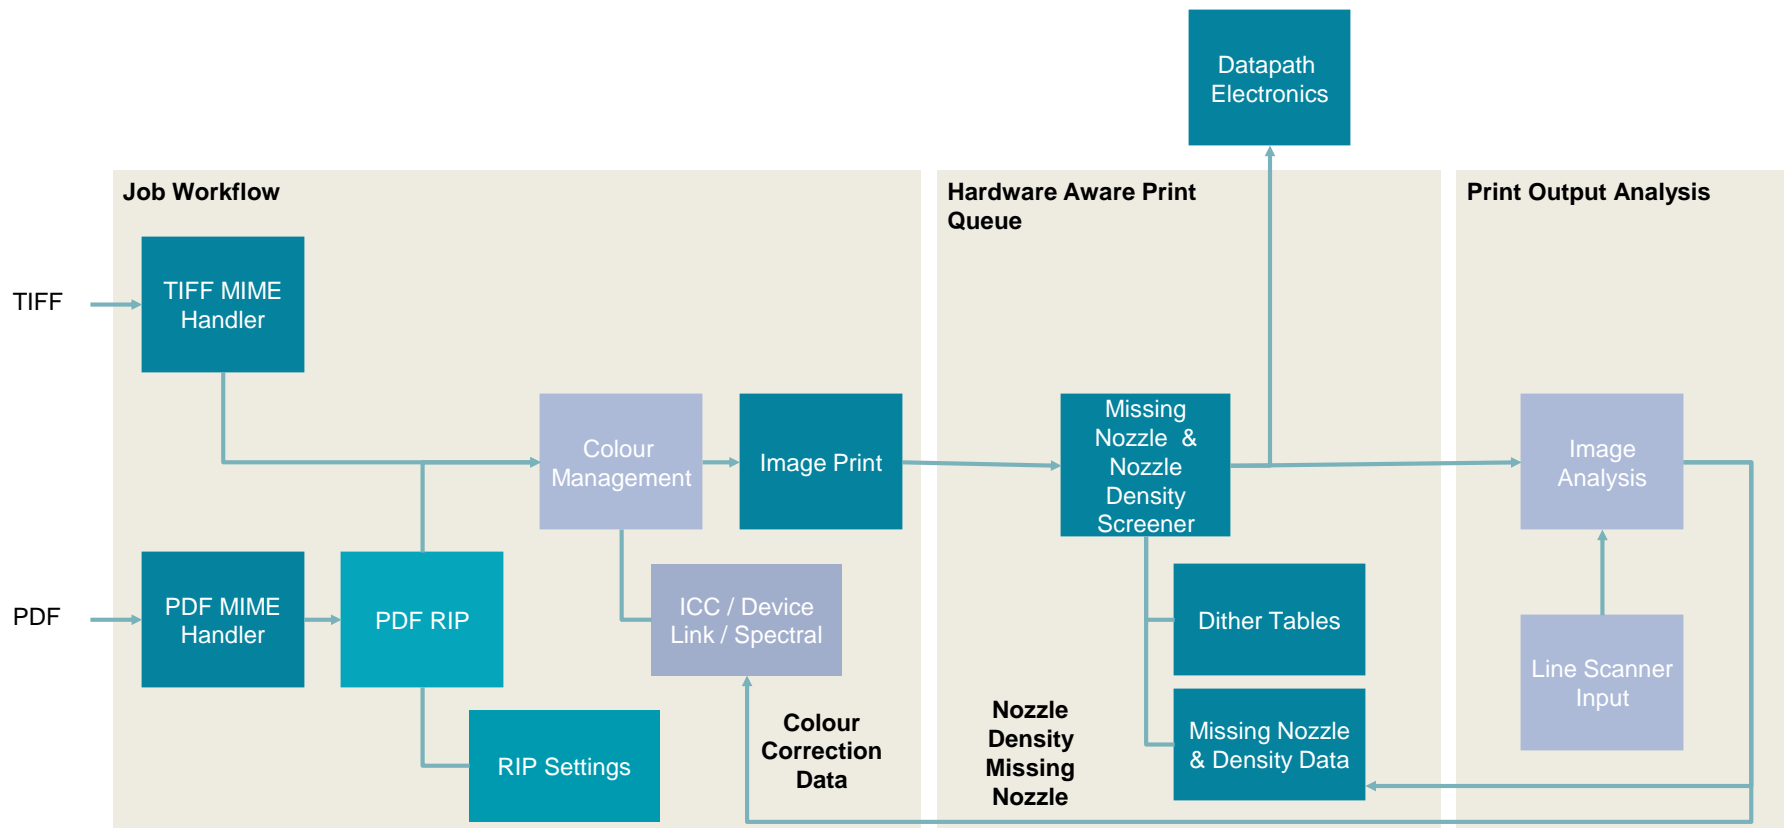 Datapath
Electronics
Job Workflow
Hardware Aware Print
Queue
Print Output Analysis
TIFF
TIFF MIME
Handler
Colour
Management
Image Print
Missing
Nozzle & 
Nozzle
Density
Screener
Image
Analysis
PDF
PDF MIME
Handler
PDF RIP
ICC / Device
Link / Spectral
Dither Tables
Line Scanner
Input
RIP Settings
Colour
Correction
Data
Nozzle
Density
Missing
Nozzle
Missing Nozzle
& Density Data